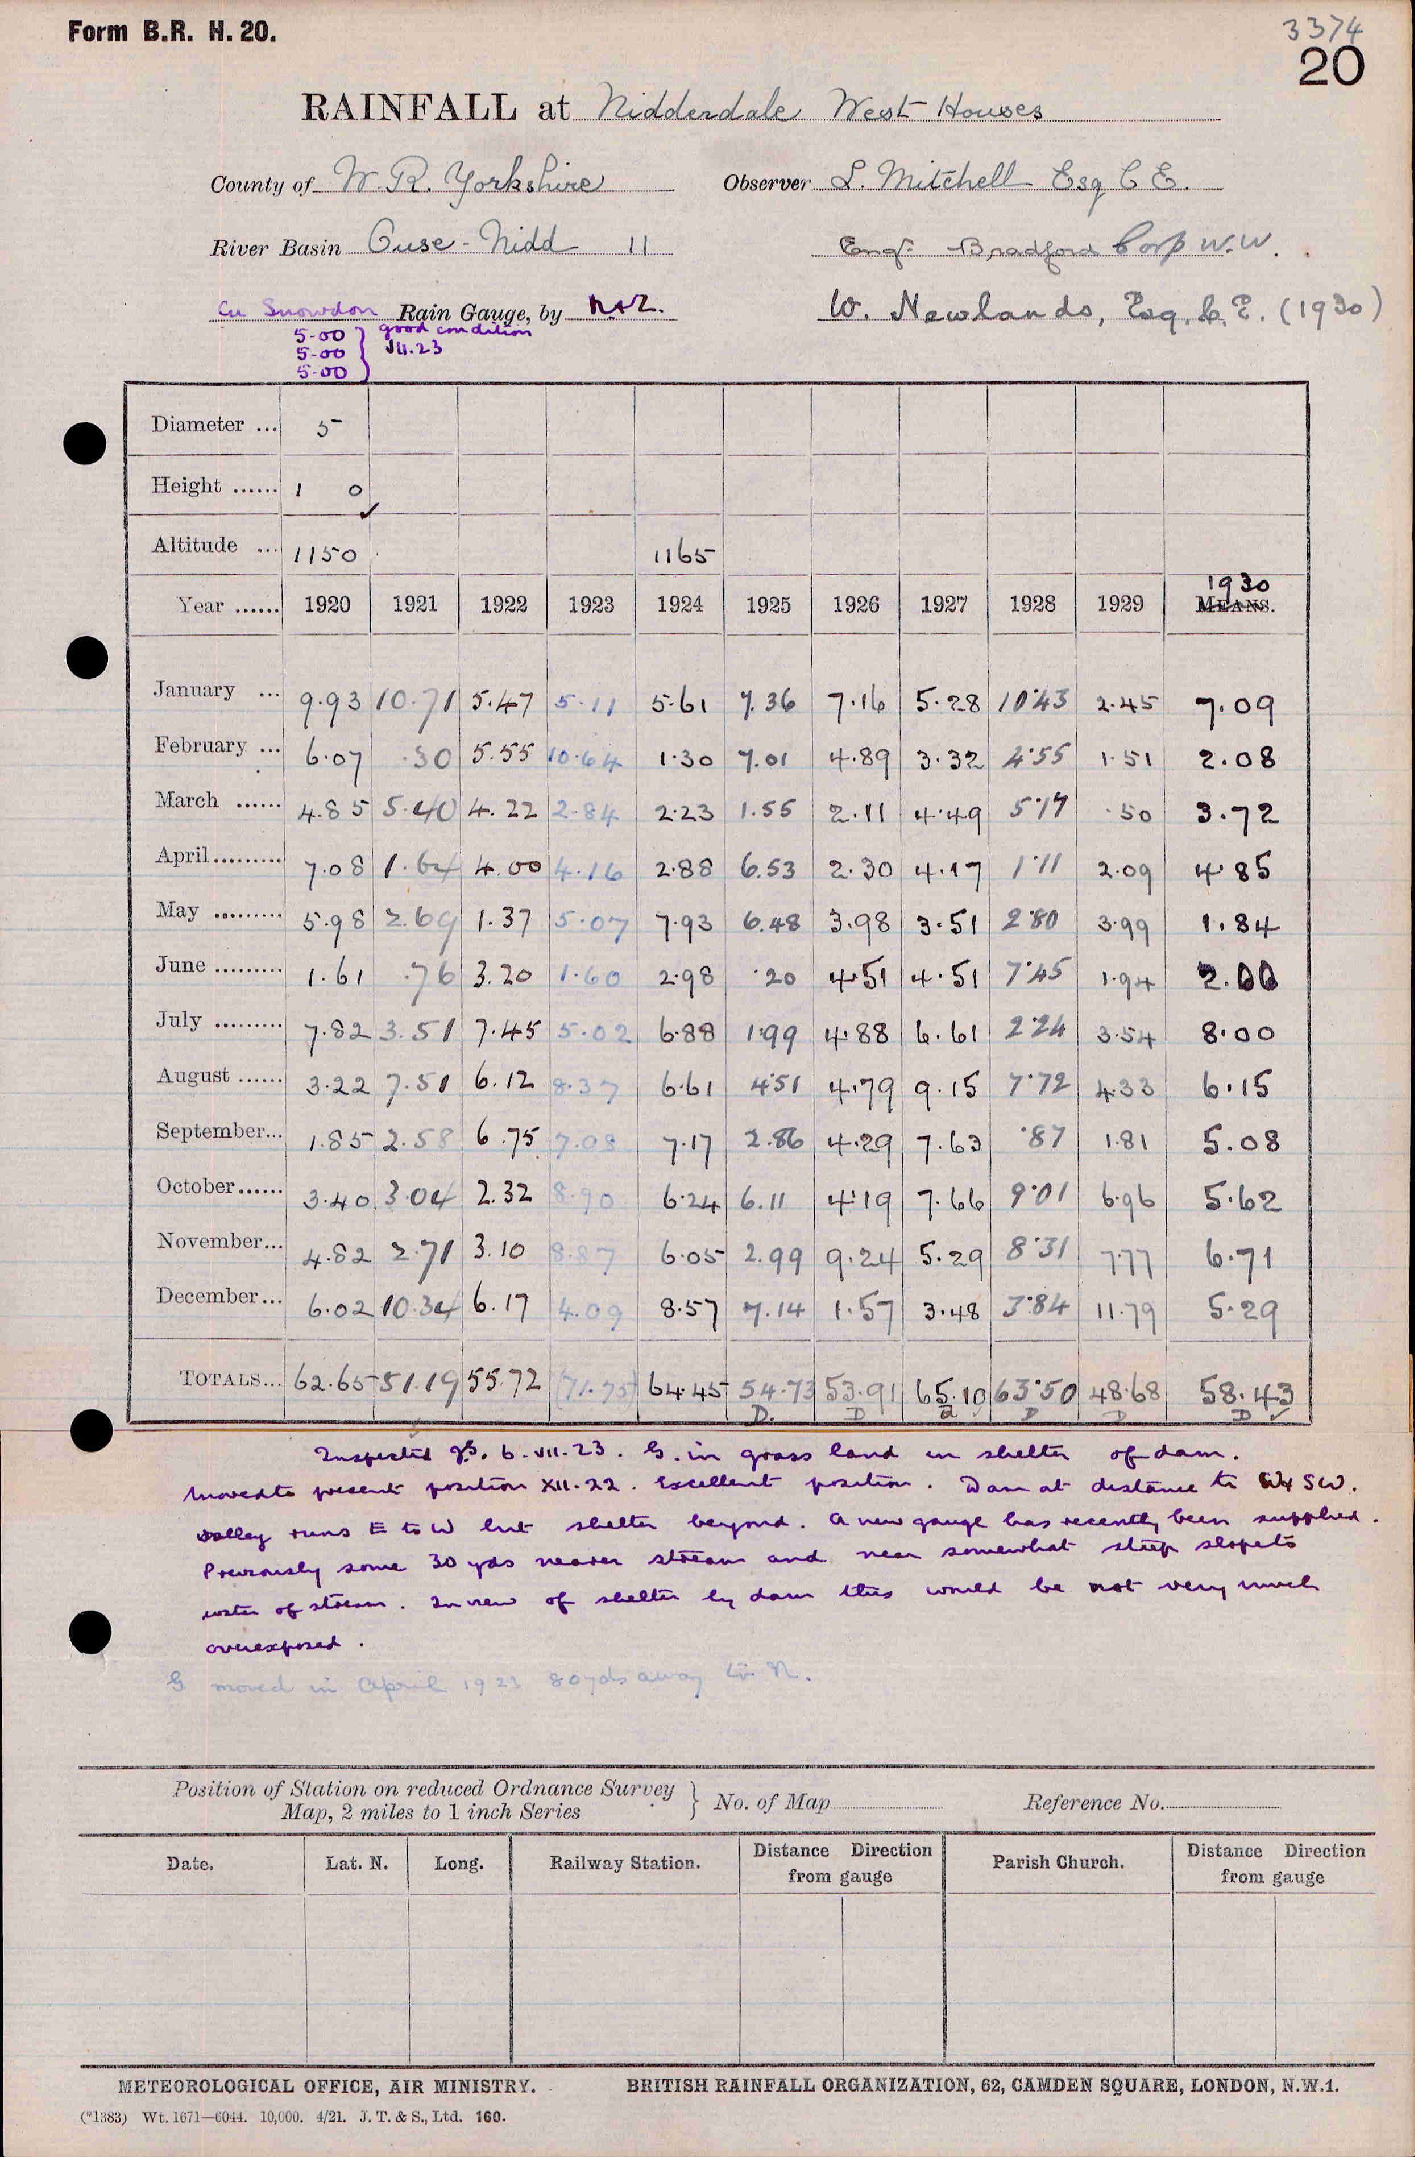 Form B.R. H. 20.
3374
20
RAINFALL at Nidderdale West Houses
County of W. R. Yorkshire Observer L. Mitchell Esq C E.
River Basin Ouse - Nidd 11 Engr. Bradford Corp W.W.
Cu Snowdon Rain Gauge, by N&Z. W. Newlands, Esq. C. E. (1930)
5.00 } good condition
5.00 } VII.23
5.00 }
Diameter ... 5
Height ...... 1 0
Altitude ... 1150 1165
Year ...... 1920 1921 1922 1923 1924 1925 1926 1927 1928 1929 1930 MEANS.
January ... 9.93 10.71 5.47 5.11 5.61 7.36 7.16 5.28 10.43 2.45 7.09
February ... 6.07 .30 5.55 10.64 1.30 7.01 4.89 3.32 4.55 1.51 2.08
March ...... 4.85 5.40 4.22 2.84 2.23 1.55 2.11 4.49 5.17 .50 3.72
April......... 7.08 1.64 4.00 4.16 2.88 6.53 2.30 4.17 1.11 2.09 4.85
May ......... 5.98 2.69 1.37 5.07 7.93 6.48 3.98 3.51 2.80 3.99 1.84
June ......... 1.61 .76 3.20 1.60 2.98 .20 4.51 4.51 7.45 1.94 2.00
July ......... 7.82 3.51 7.45 5.02 6.88 1.99 4.88 6.61 2.24 3.54 8.00
August ...... 3.22 7.51 6.12 8.37 6.61 4.51 4.79 9.15 7.72 4.33 6.15
September... 1.85 2.58 6.75 7.08 7.17 2.86 4.29 7.63 .87 1.81 5.08
October...... 3.40 3.04 2.32 8.90 6.24 6.11 4.19 7.66 9.01 6.96 5.62
November... 4.82 2.71 3.10 8.87 6.05 2.99 9.24 5.29 8.31 7.77 6.71
December... 6.02 10.34 6.17 4.09 8.57 7.14 1.57 3.48 3.84 11.79 5.29
TOTALS... 62.65 51.19 55.72 (71.75) 64.45 54.73 53.91 65.10 63.50 48.68 58.43
D. D D D D
Inspected 6.VII.23. G. in grass land in shelter of dam.
Moved to present position XII.22. Excellent position. Dam at distance to SW.
Valley runs E to W but shelter beyond. A new gauge has recently been supplied.
Previously some 30 yds nearer stream and near somewhat steep slope to
water of stream. In view of shelter by dam this would be not very much
overexposed.
G moved in April 1923 80yds away to N.
Position of Station on reduced Ordnance Survey
Map, 2 miles to 1 inch Series } No. of Map Reference No.
Date. Lat. N. Long. Railway Station. Distance Direction from gauge Parish Church. Distance Direction from gauge
METEOROLOGICAL OFFICE, AIR MINISTRY. BRITISH RAINFALL ORGANIZATION, 62, CAMDEN SQUARE, LONDON, N.W.1.
(*1383) Wt. 1671—6044. 10,000. 4/21. J. T. & S., Ltd. 160.